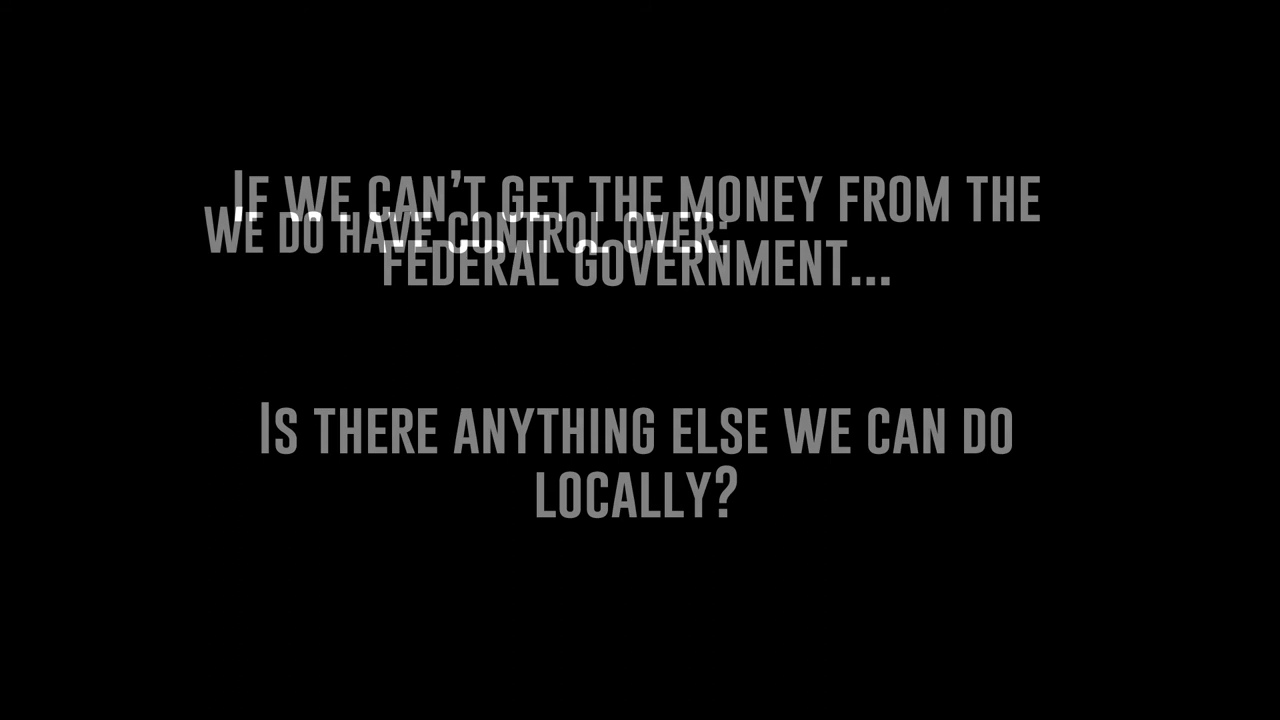 If we can’t get the money from the
We do have control over:
federal government...
Is there anything else we can do
locally?